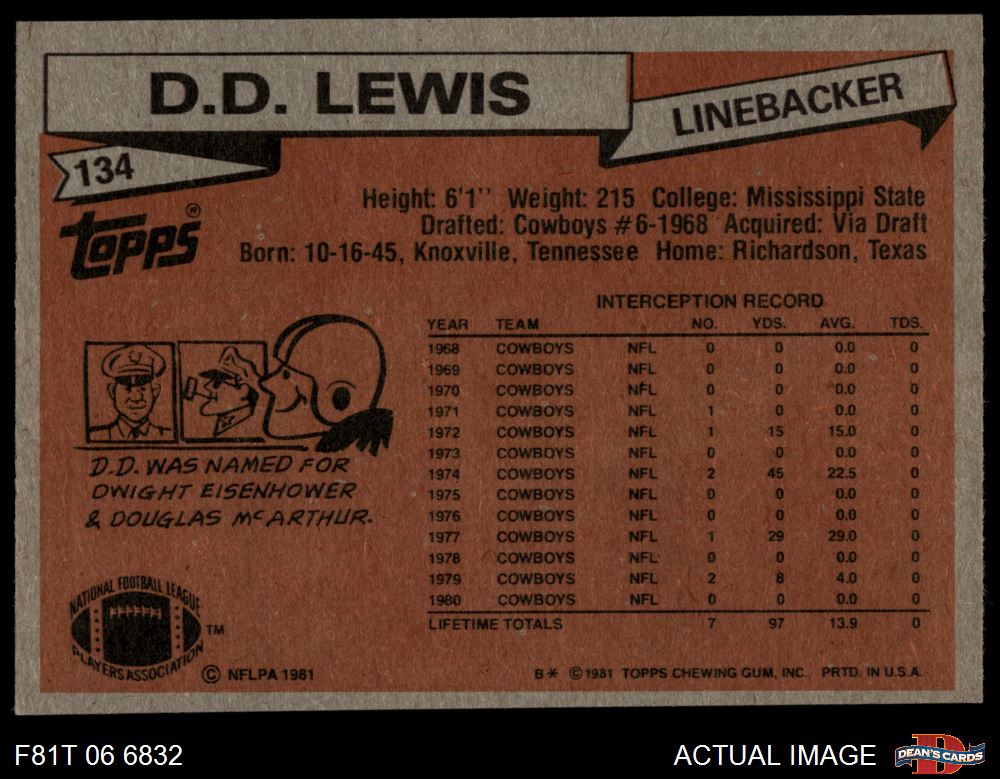 D.D. LEWIS
LINEBACKER
134
TOPPS®
Height: 6'1'' Weight: 215 College: Mississippi State
Drafted: Cowboys #6-1968 Acquired: Via Draft
Born: 10-16-45, Knoxville, Tennessee Home: Richardson, Texas
INTERCEPTION RECORD
YEAR TEAM NO. YDS. AVG. TDS.
1968 COWBOYS NFL 0 0 0.0 0
1969 COWBOYS NFL 0 0 0.0 0
1970 COWBOYS NFL 0 0 0.0 0
1971 COWBOYS NFL 1 0 0.0 0
1972 COWBOYS NFL 1 15 15.0 0
1973 COWBOYS NFL 0 0 0.0 0
1974 COWBOYS NFL 2 45 22.5 0
1975 COWBOYS NFL 0 0 0.0 0
1976 COWBOYS NFL 0 0 0.0 0
1977 COWBOYS NFL 1 29 29.0 0
1978 COWBOYS NFL 0 0 0.0 0
1979 COWBOYS NFL 2 8 4.0 0
1980 COWBOYS NFL 0 0 0.0 0
LIFETIME TOTALS 7 97 13.9 0
D.D. WAS NAMED FOR
DWIGHT EISENHOWER
& DOUGLAS McARTHUR.
NATIONAL FOOTBALL LEAGUE
PLAYERS ASSOCIATION
TM
© NFLPA 1981
B* © 1981 TOPPS CHEWING GUM, INC. PRTD. IN U.S.A.
F81T 06 6832
ACTUAL IMAGE
D
DEAN'S CARDS